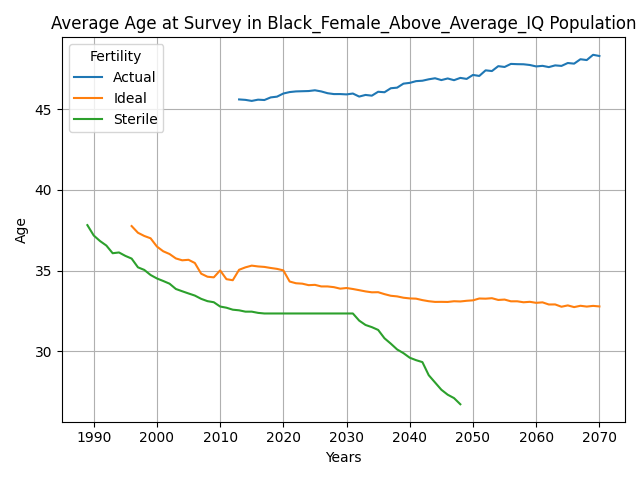 Average Age at Survey in Black_Female_Above_Average_IQ Population
Fertility
Actual
Ideal
Sterile
Age
45
40
35
30
1990 2000 2010 2020 2030 2040 2050 2060 2070
Years